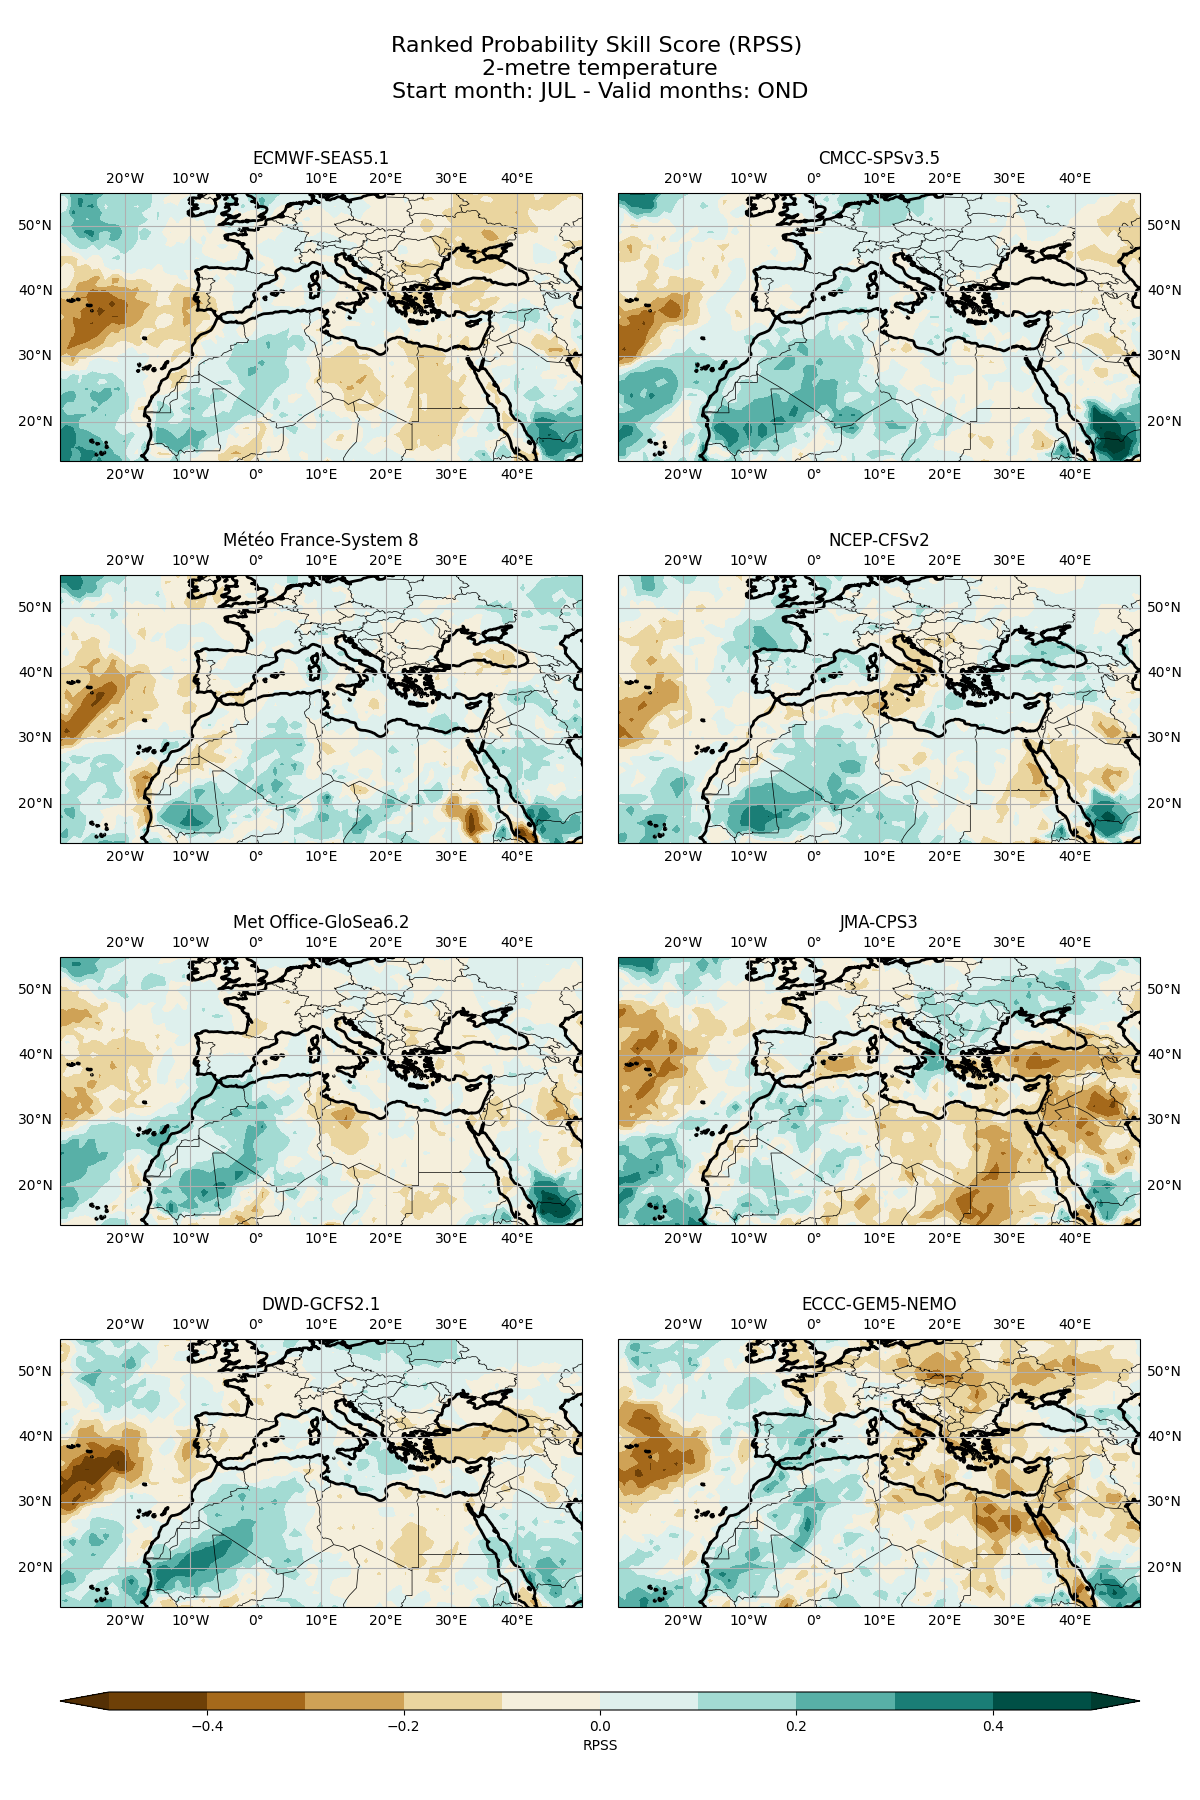 Ranked Probability Skill Score (RPSS)
2-metre temperature
Start month: JUL - Valid months: OND
ECMWF-SEAS5.1
CMCC-SPSv3.5
20°W 10°W 0° 10°E 20°E 30°E 40°E
20°W 10°W 0° 10°E 20°E 30°E 40°E
50°N
50°N
40°N
40°N
30°N
30°N
20°N
20°N
20°W 10°W 0° 10°E 20°E 30°E 40°E
20°W 10°W 0° 10°E 20°E 30°E 40°E
Météo France-System 8
NCEP-CFSv2
20°W 10°W 0° 10°E 20°E 30°E 40°E
20°W 10°W 0° 10°E 20°E 30°E 40°E
50°N
50°N
40°N
40°N
30°N
30°N
20°N
20°N
20°W 10°W 0° 10°E 20°E 30°E 40°E
20°W 10°W 0° 10°E 20°E 30°E 40°E
Met Office-GloSea6.2
JMA-CPS3
20°W 10°W 0° 10°E 20°E 30°E 40°E
20°W 10°W 0° 10°E 20°E 30°E 40°E
50°N
50°N
40°N
40°N
30°N
30°N
20°N
20°N
20°W 10°W 0° 10°E 20°E 30°E 40°E
20°W 10°W 0° 10°E 20°E 30°E 40°E
DWD-GCFS2.1
ECCC-GEM5-NEMO
20°W 10°W 0° 10°E 20°E 30°E 40°E
20°W 10°W 0° 10°E 20°E 30°E 40°E
50°N
50°N
40°N
40°N
30°N
30°N
20°N
20°N
20°W 10°W 0° 10°E 20°E 30°E 40°E
20°W 10°W 0° 10°E 20°E 30°E 40°E
−0.4 −0.2 0.0 0.2 0.4
RPSS